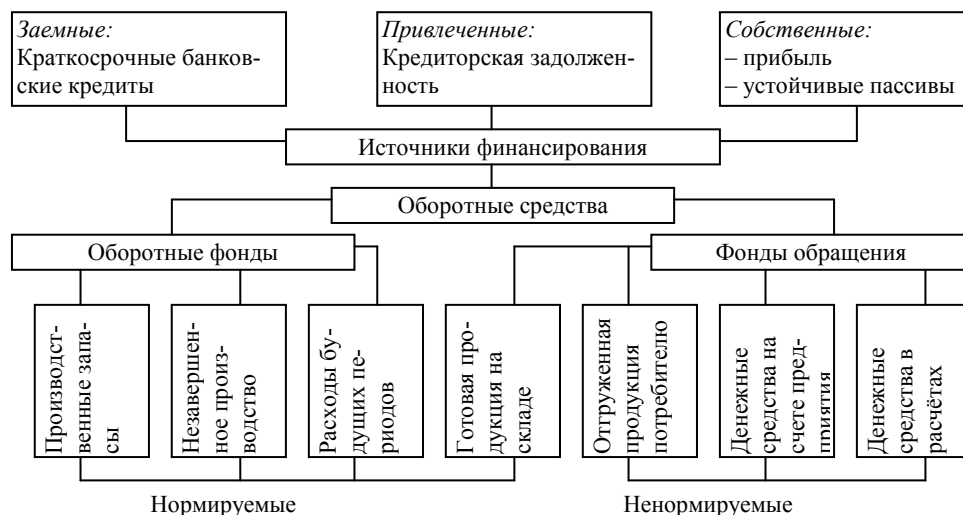 Заемные:
Краткосрочные банков-
ские кредиты
Привлеченные:
Кредиторская задолжен-
ность
Собственные:
– прибыль
– устойчивые пассивы
Источники финансирования
Оборотные средства
Оборотные фонды
Фонды обращения
Производст-
венные запа-
сы
Незавершен-
ное произ-
водство
Расходы бу-
дущих пе-
риодов
Готовая про-
дукция на
складе
Отгруженная
продукция
потребителю
Денежные
средства на
счете пред-
приятия
Денежные
средства в
расчётах
Нормируемые
Ненормируемые